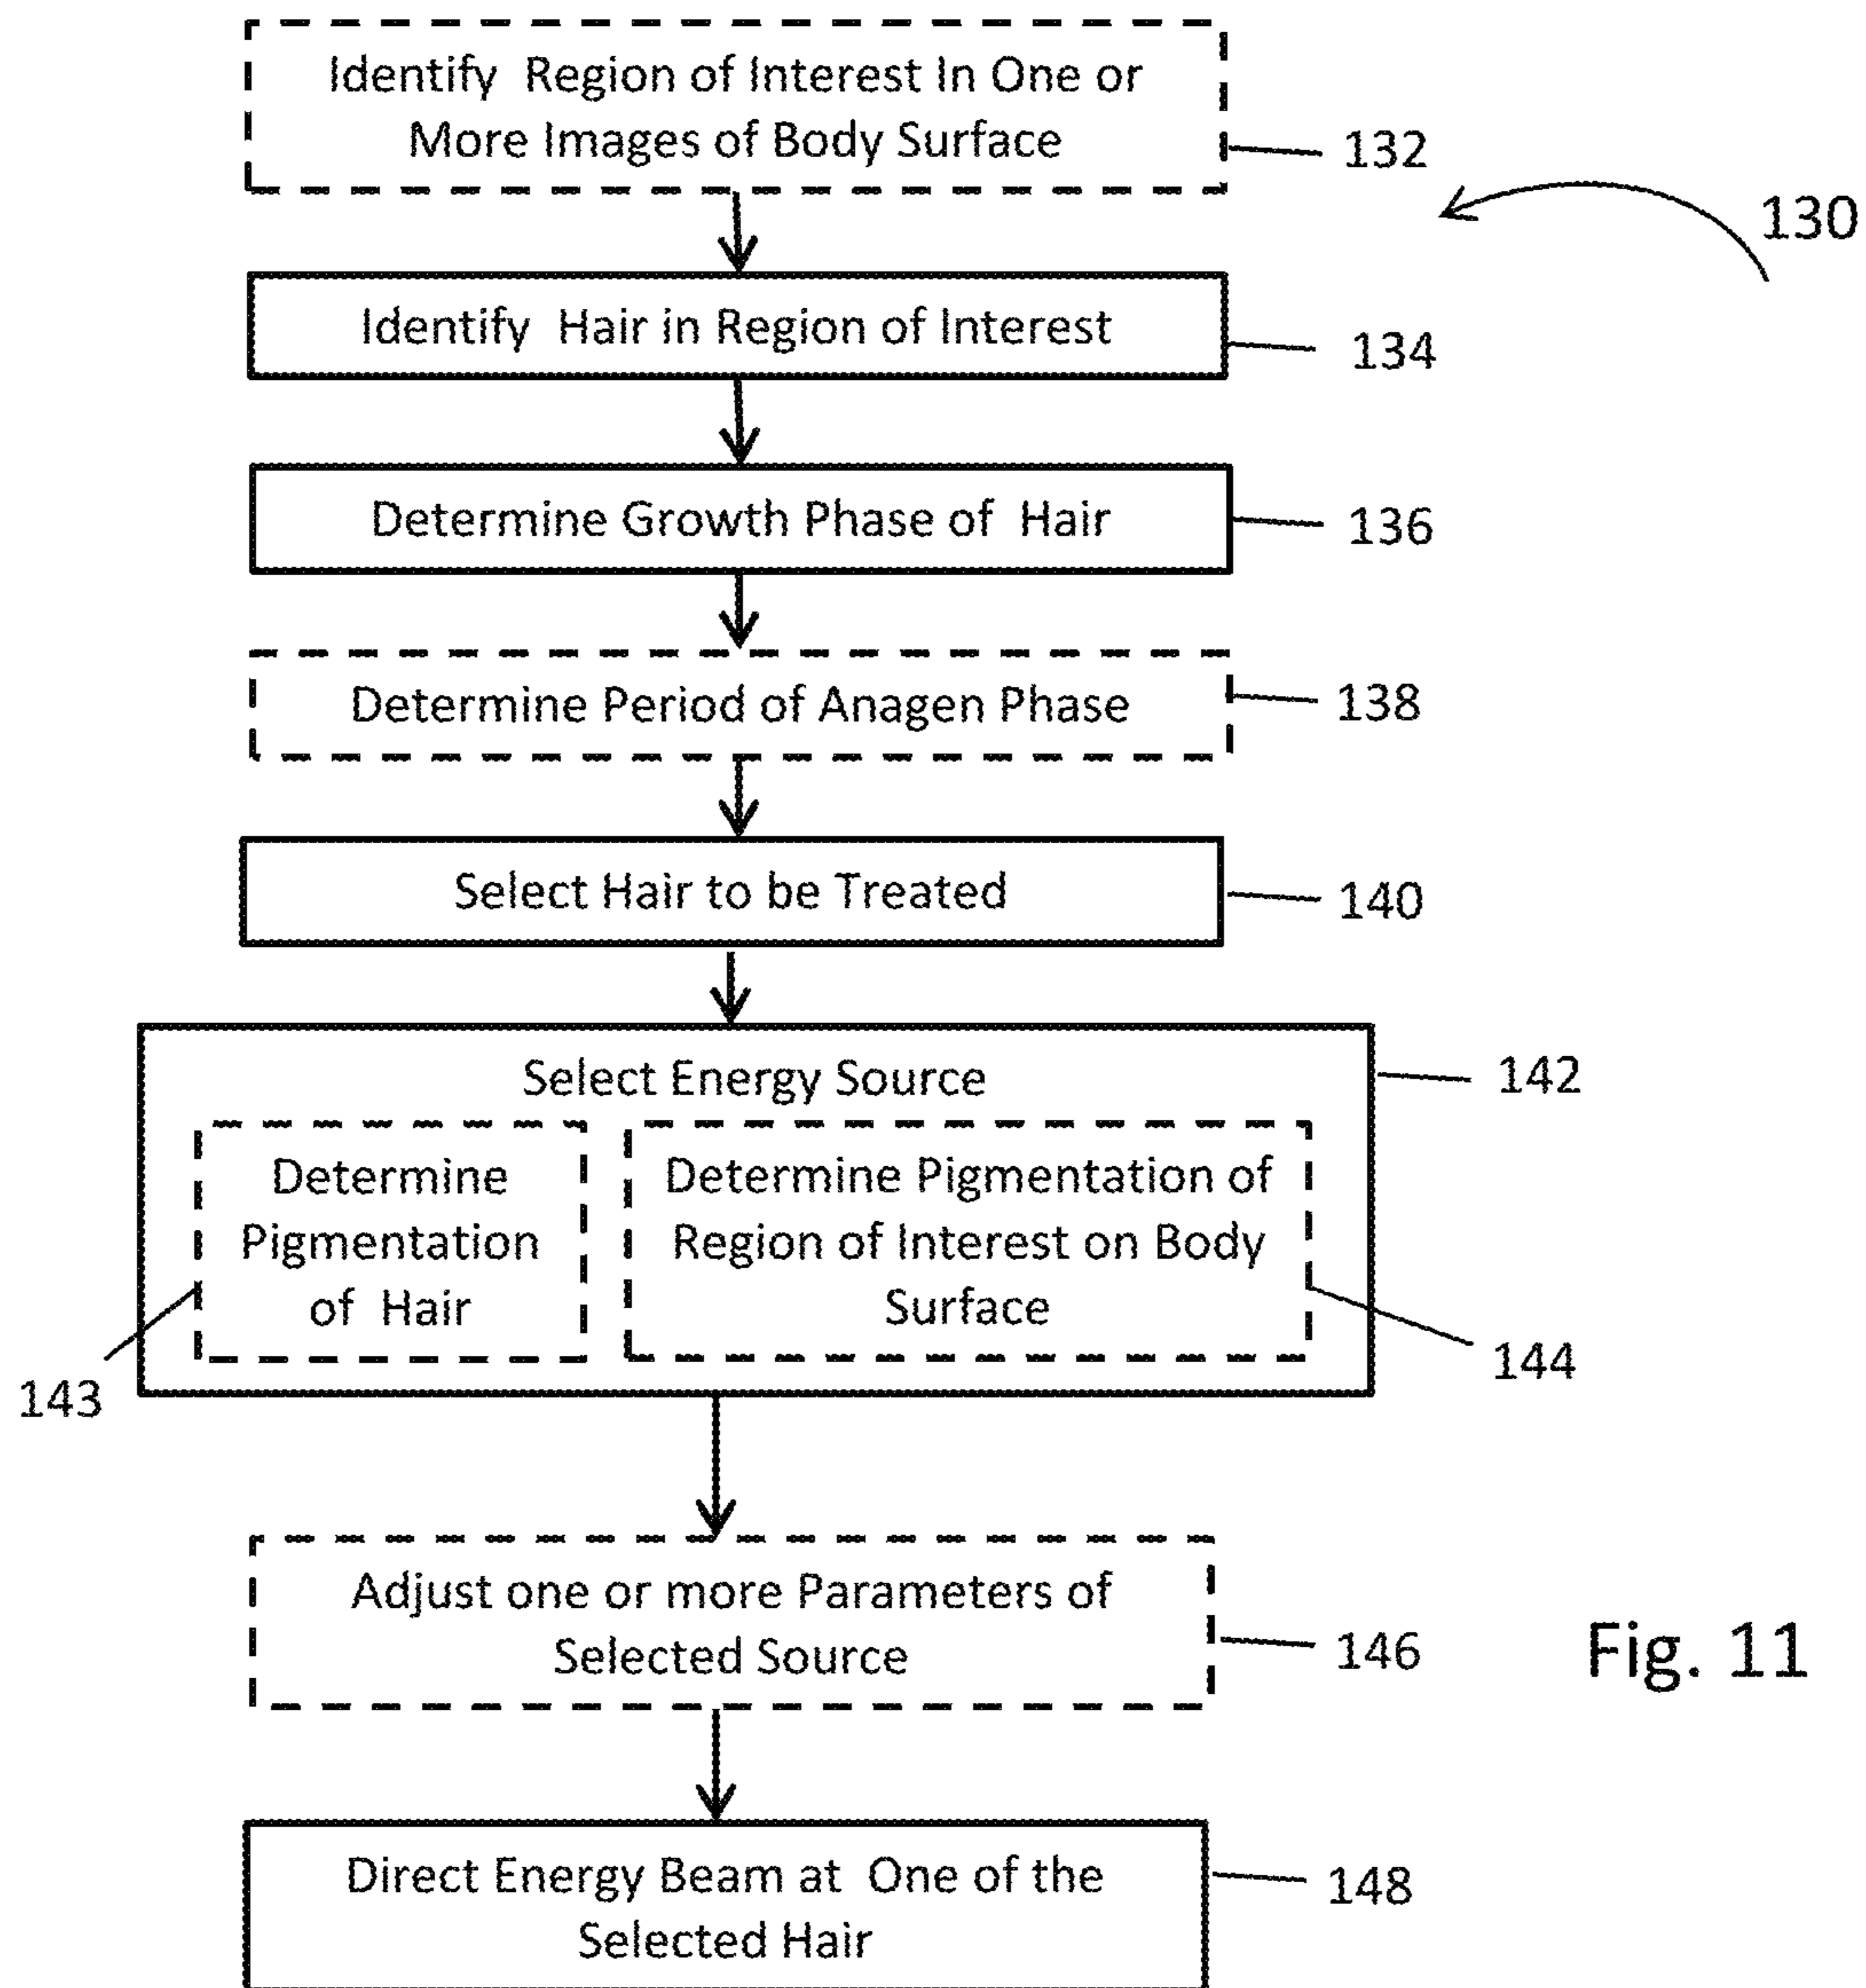 Identify Region of Interest In One or
More Images of Body Surface
132
130
Identify Hair in Region of Interest
134
Determine Growth Phase of Hair
136
Determine Period of Anagen Phase
138
Select Hair to be Treated
140
Select Energy Source
142
Determine
Pigmentation
of Hair
143
Determine Pigmentation of
Region of Interest on Body
Surface
144
Adjust one or more Parameters of
Selected Source
146
Fig. 11
Direct Energy Beam at One of the
Selected Hair
148